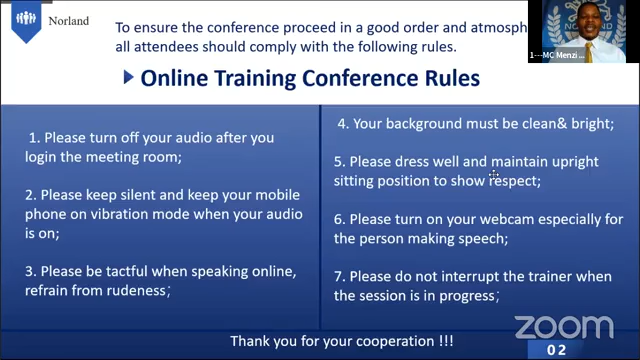 Norland
To ensure the conference proceed in a good order and
all attendees should comply with the following rules.
Online Training Conference Rules
1. Please turn off your audio after you
login the meeting room;
2. Please keep silent and keep your mobile
phone on vibration mode when your audio
is on;
3. Please be tactful when speaking online,
refrain from rudeness;
4. Your background must be clean& bright;
5. Please dress well and maintain upright
sitting position to show respect;
6. Please turn on your webcam especially for
the person making speech;
7. Please do not interrupt the trainer when
the session is in progress;
Thank you for your cooperation !!!
1---MC Menzi ...
zoom
02